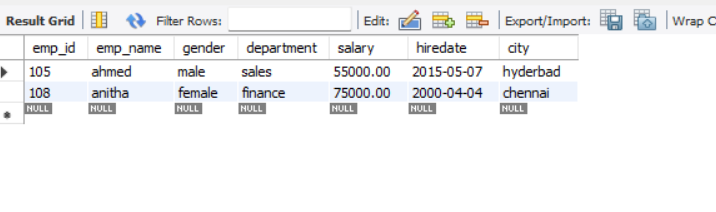 Result Grid Filter Rows: Edit: Export/Import: Wrap C
emp_id emp_name gender department salary hiredate city
105 ahmed male sales 55000.00 2015-05-07 hyderbad
108 anitha female finance 75000.00 2000-04-04 chennai
NULL NULL NULL NULL NULL NULL NULL